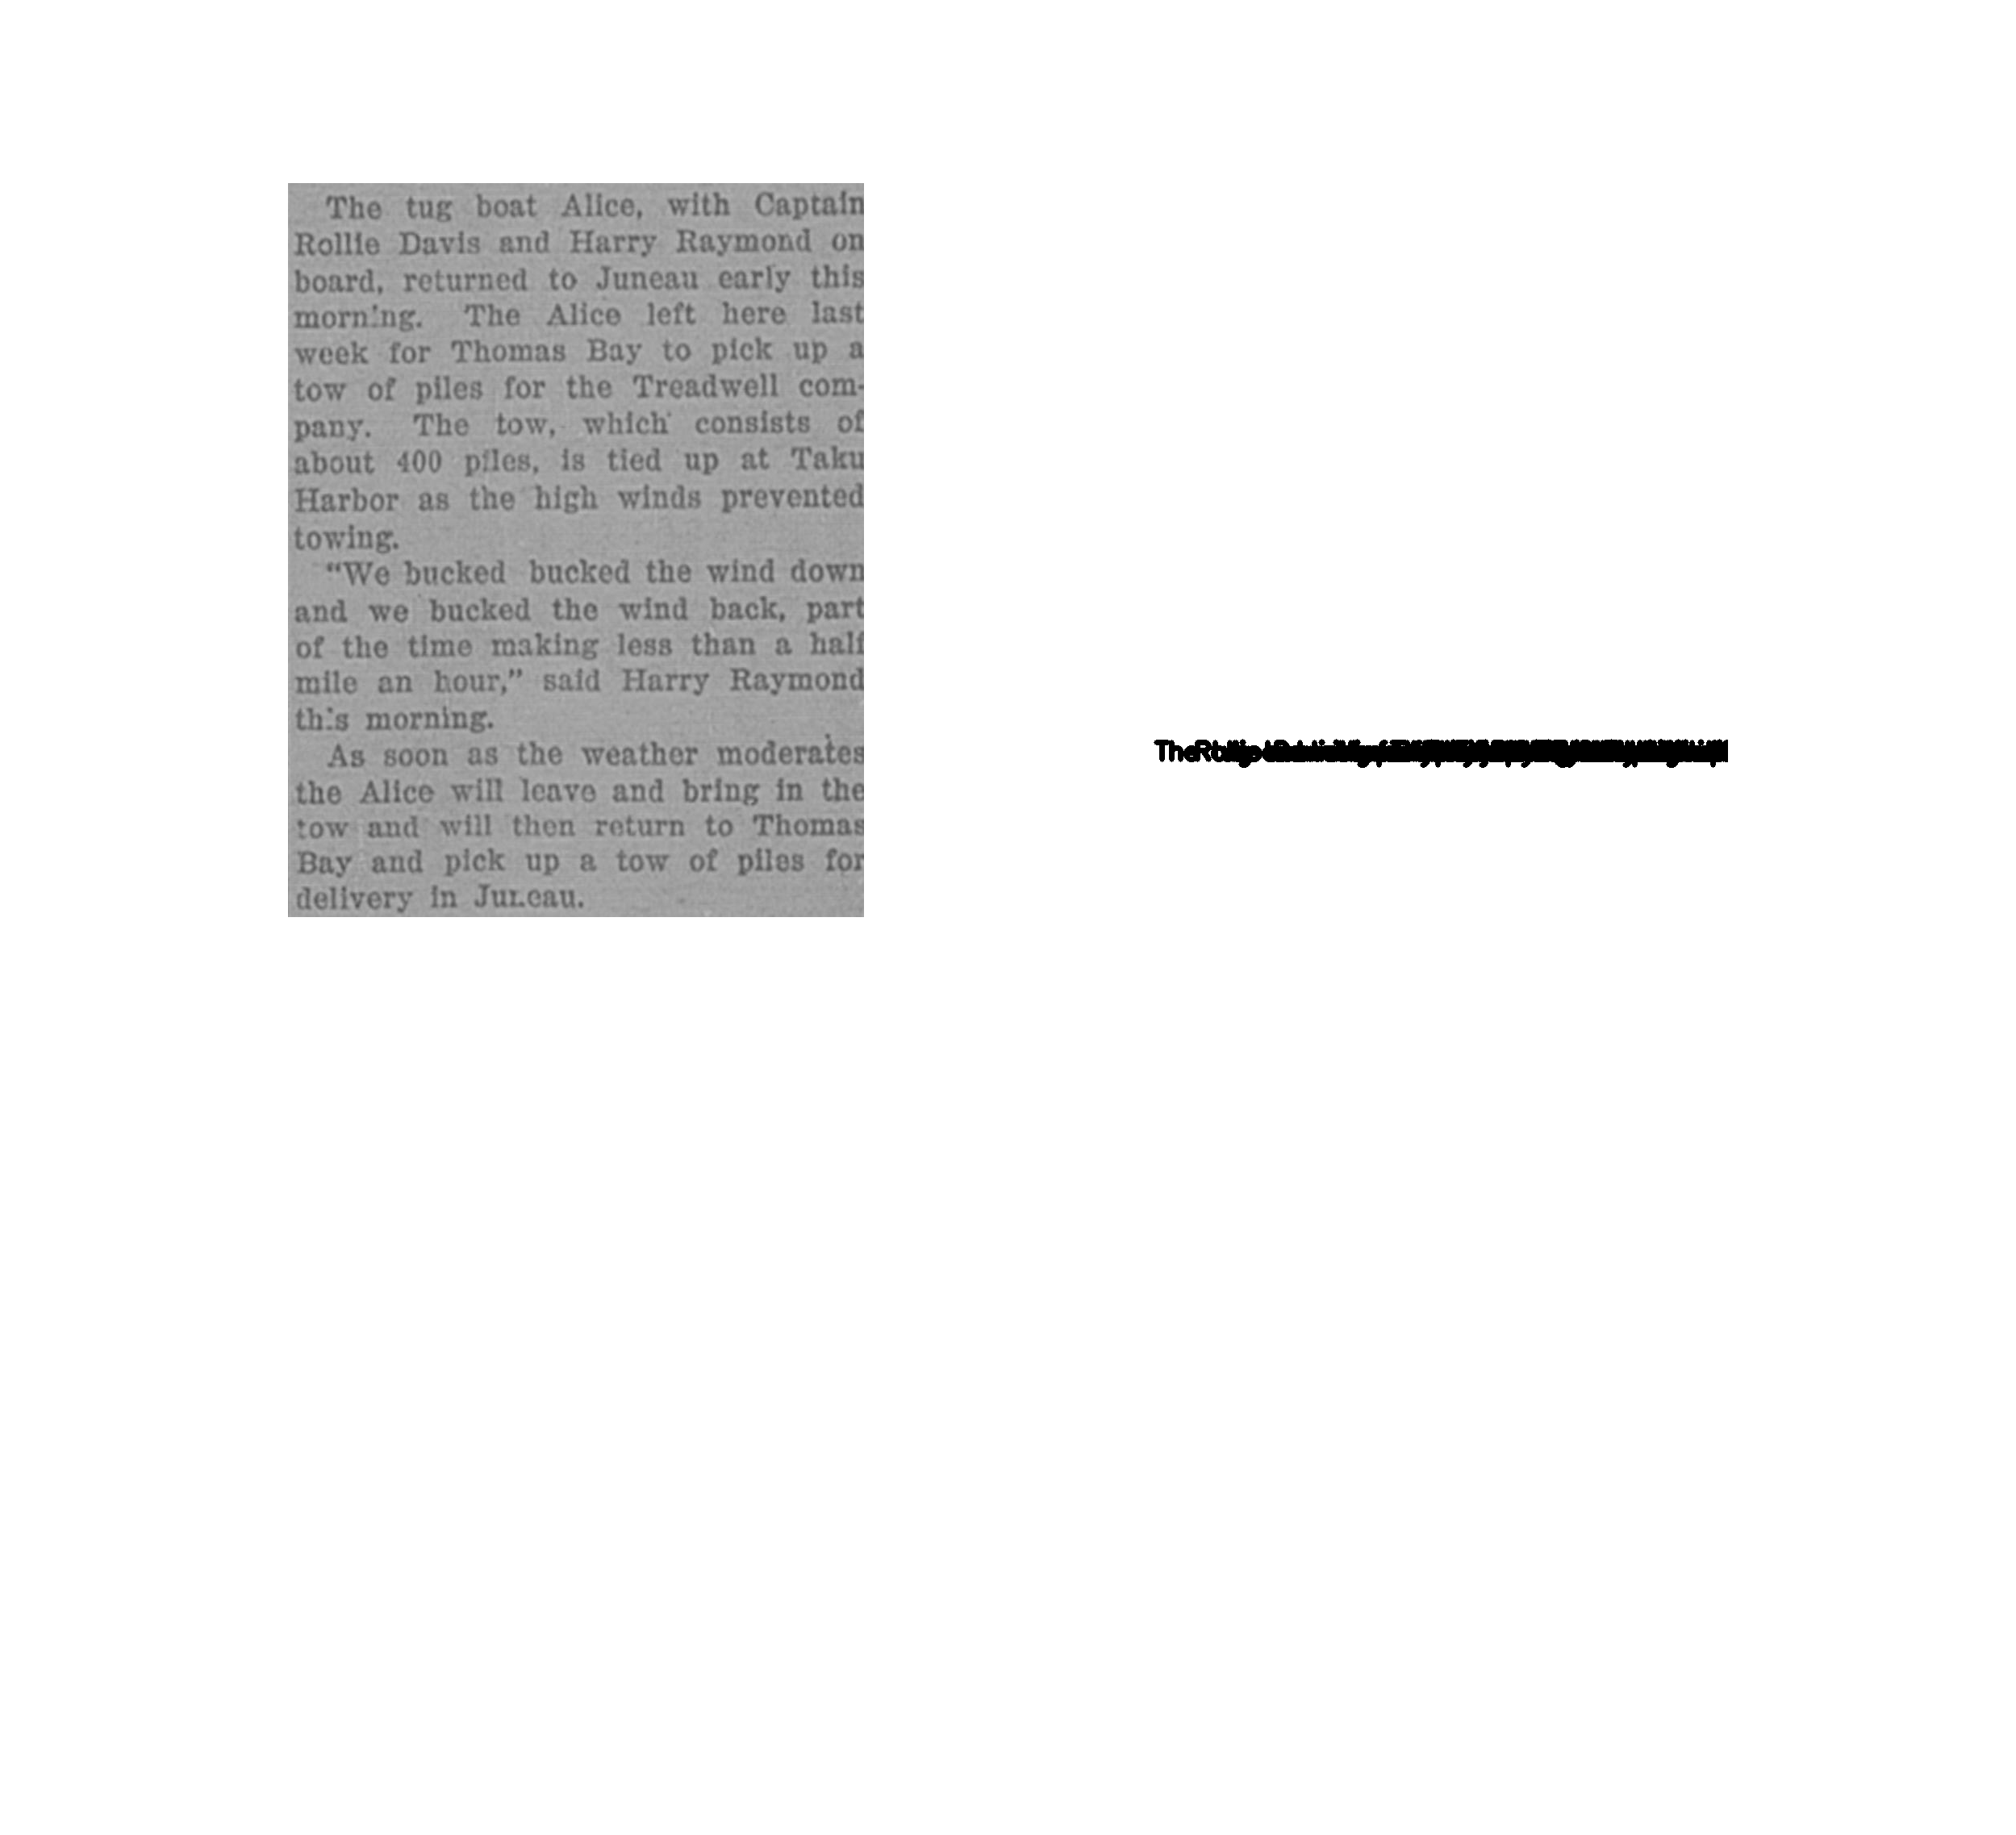 The tug boat Alice, with Captain
Rollie Davis and Harry Raymond on
board, returned to Juneau early this
morning. The Alice left here last
week for Thomas Bay to pick up a
tow of piles for the Treadwell com-
pany. The tow, which consists of
about 400 piles, is tied up at Taku
Harbor as the high winds prevented
towing.
"We bucked bucked the wind down
and we bucked the wind back, part
of the time making less than a half
mile an hour," said Harry Raymond
this morning.
As soon as the weather moderates
the Alice will leave and bring in the
tow and will then return to Thomas
Bay and pick up a tow of piles for
delivery in Juneau.